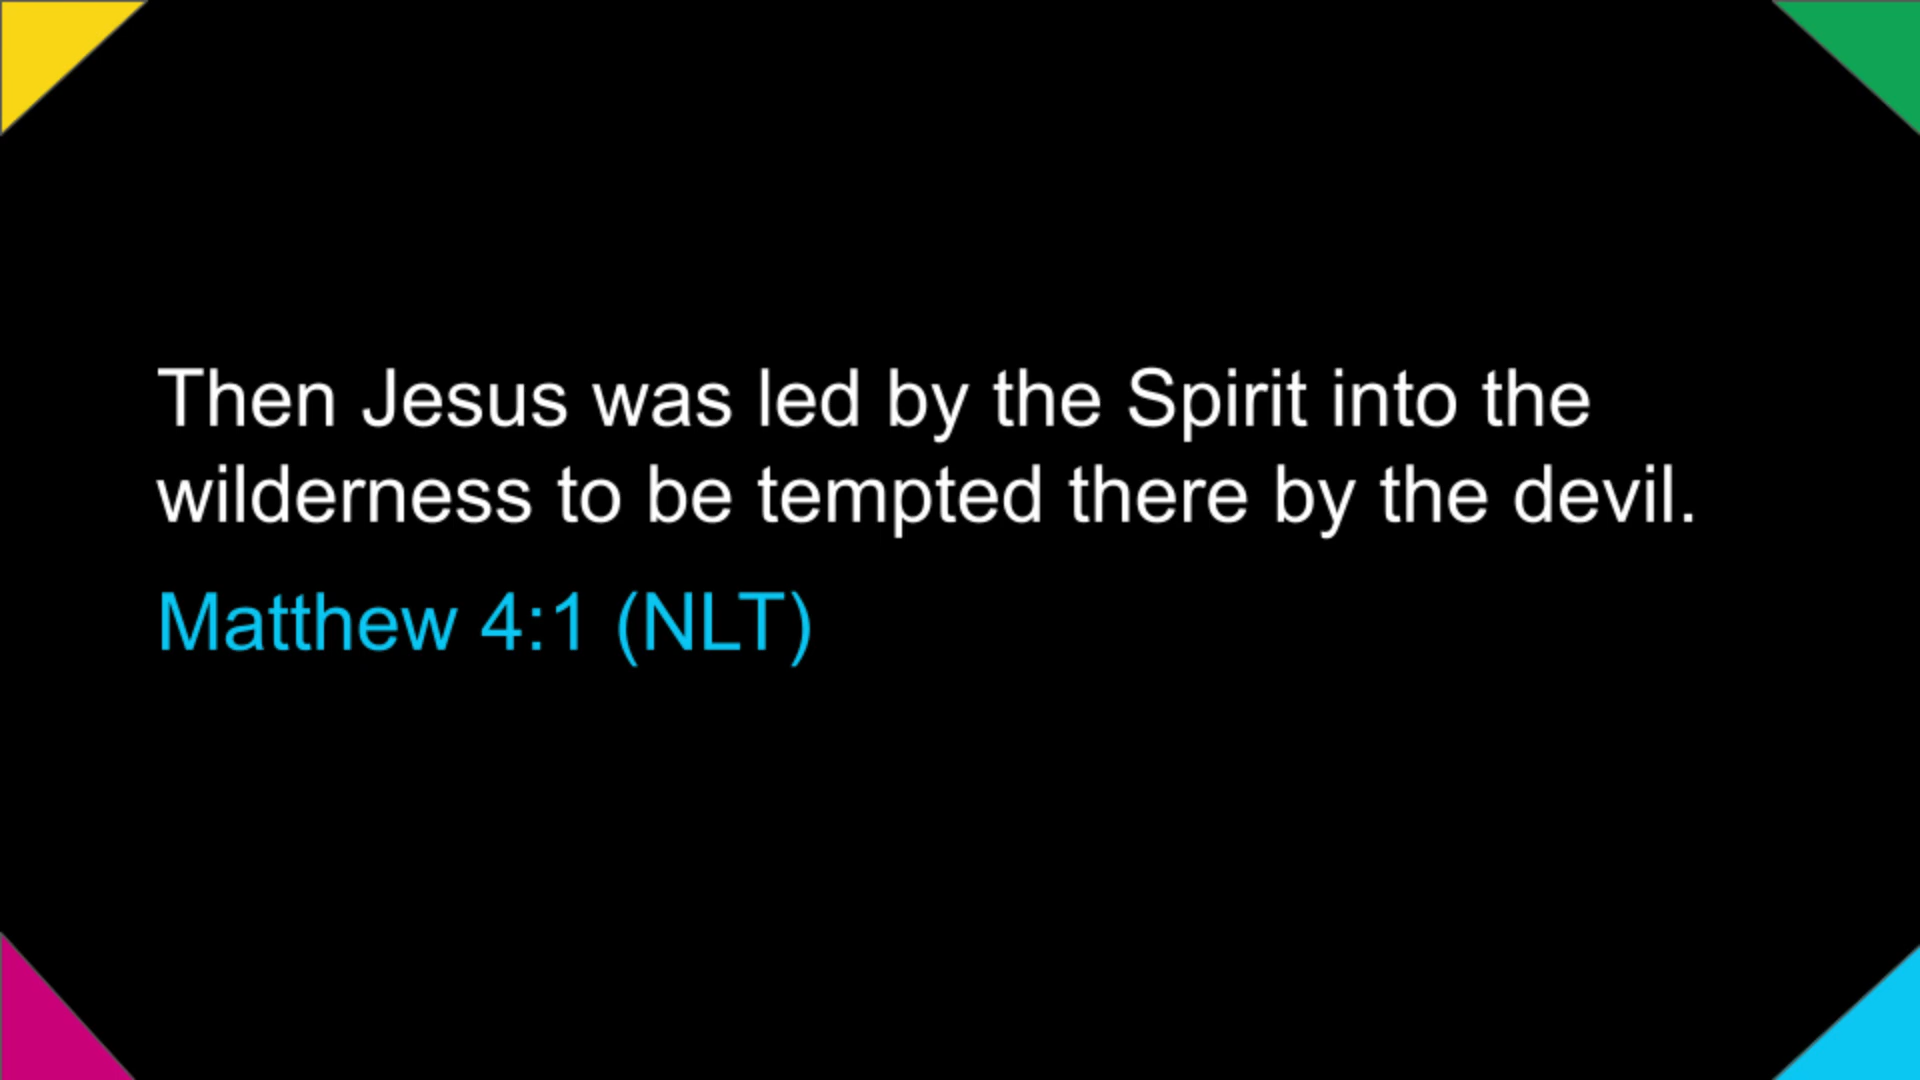 Then Jesus was led by the Spirit into the
wilderness to be tempted there by the devil.
Matthew 4:1 (NLT)